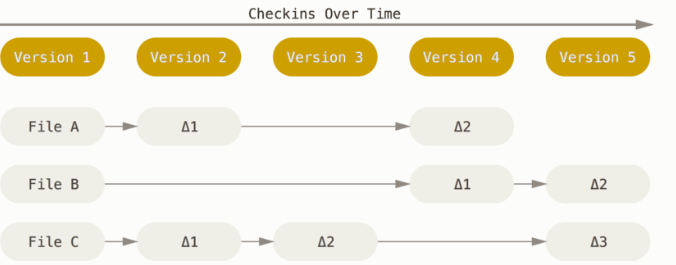 Checkins Over Time
Version 1 Version 2 Version 3 Version 4 Version 5
File A Δ1 Δ2
File B Δ1 Δ2
File C Δ1 Δ2 Δ3